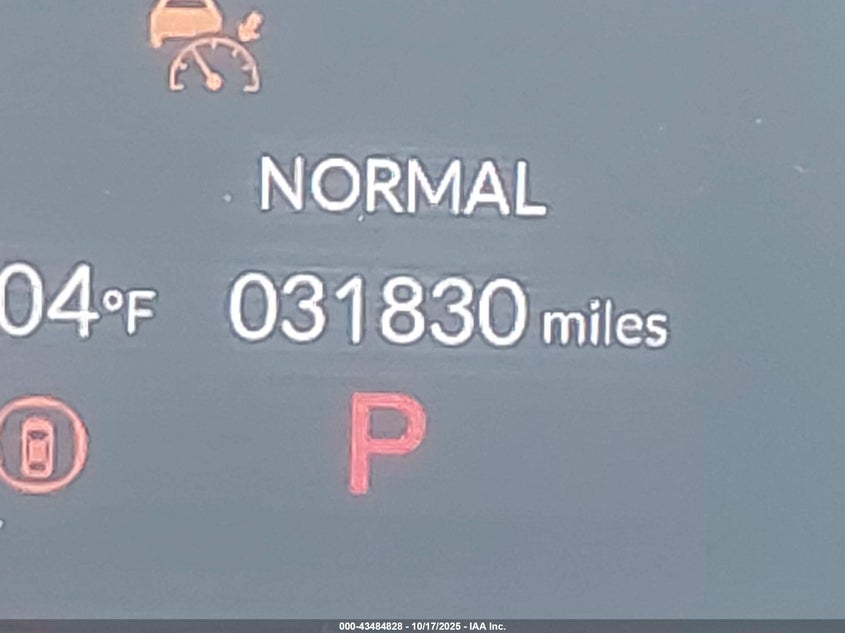 NORMAL
04°F 031830 miles
P
000-43484828 - 10/17/2025 - IAA Inc.